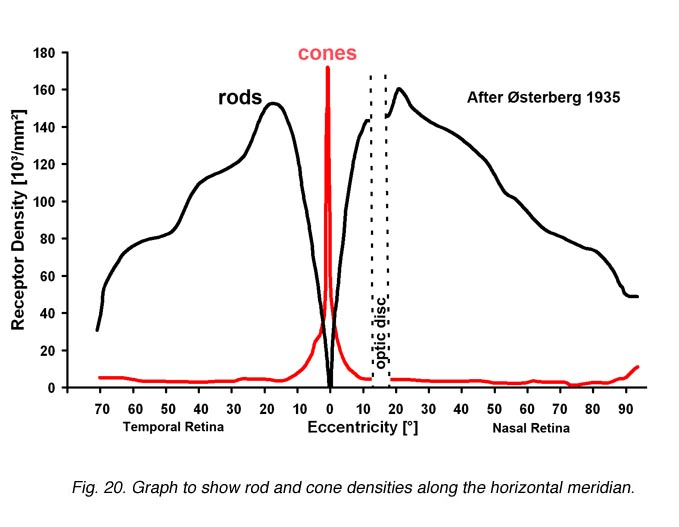 cones
rods
After Østerberg 1935
Receptor Density [10³/mm²]
180
160
140
120
100
80
60
40
20
0
optic disc
70 60 50 40 30 20 10 0 10 20 30 40 50 60 70 80 90
Temporal Retina Eccentricity [°] Nasal Retina
Fig. 20. Graph to show rod and cone densities along the horizontal meridian.